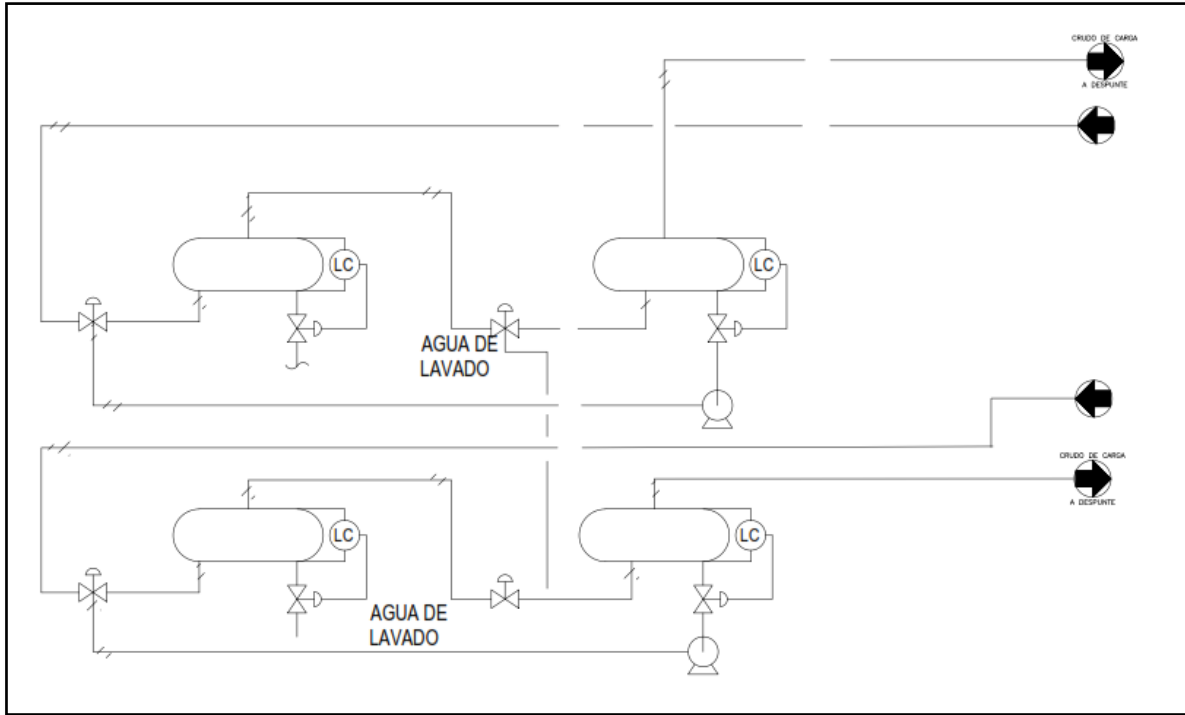 CRUDO DE CARGA
A DESPUNTE
LC
LC
AGUA DE
LAVADO
CRUDO DE CARGA
A DESPUNTE
LC
LC
AGUA DE
LAVADO